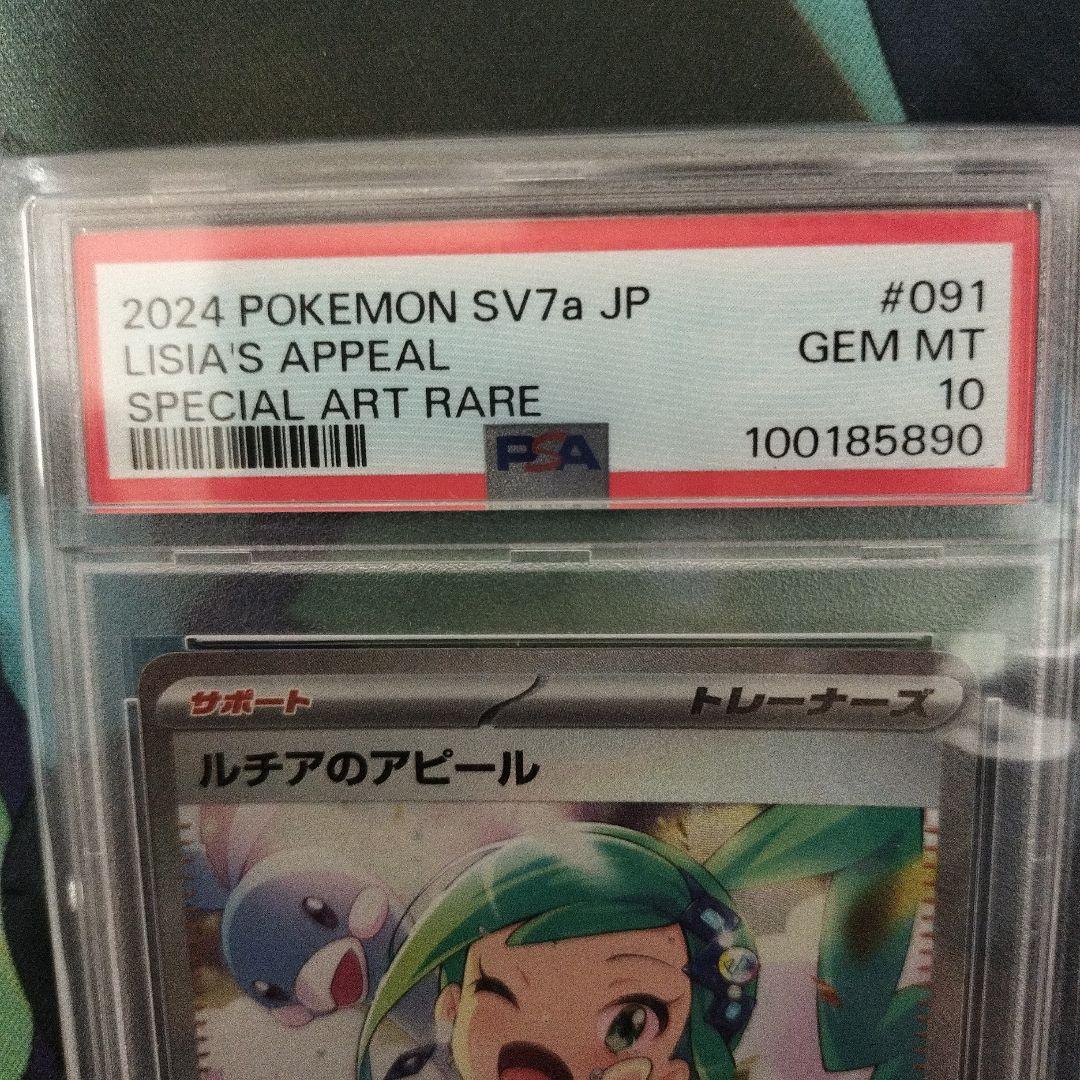 2024 POKEMON SV7a JP #091
LISIA'S APPEAL GEM MT
SPECIAL ART RARE 10
PSA 100185890
サポート トレーナーズ
ルチアのアピール